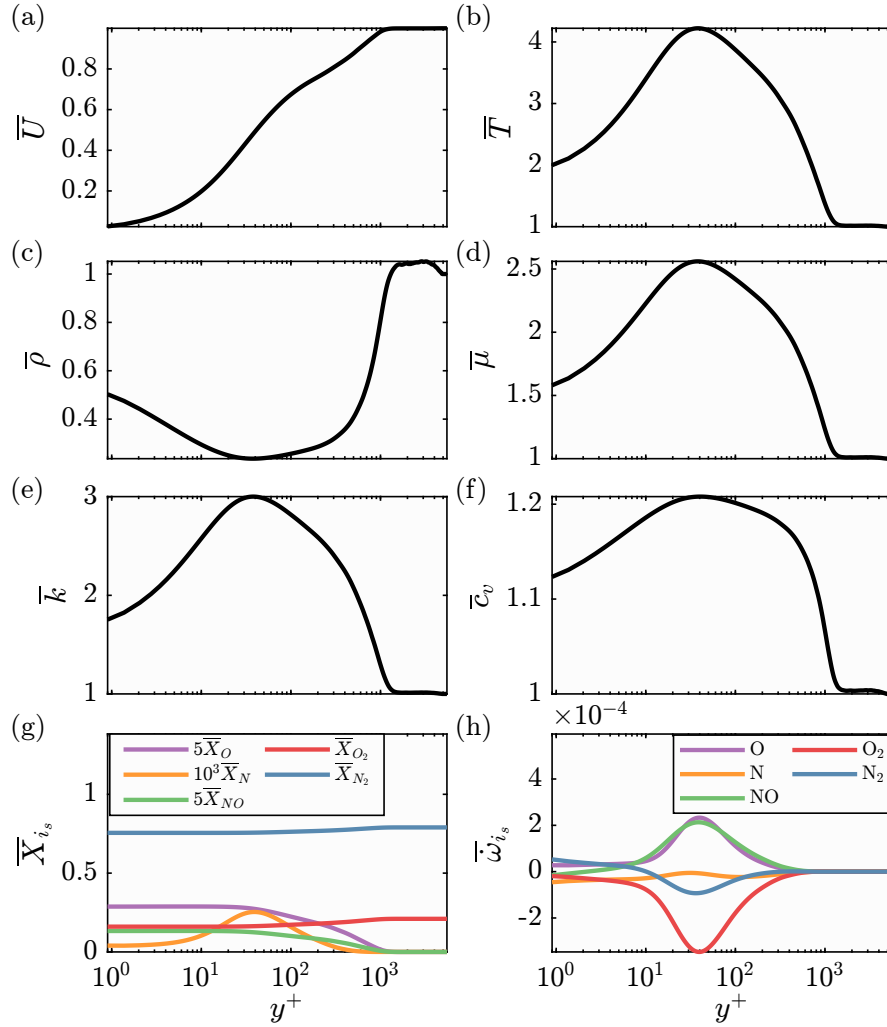 (a)
0.8
0.6
0.4
0.2
U̿
(b)
4
3
2
1
T̿
(c)
1
0.8
0.6
0.4
ρ̅
(d)
2.5
2
1.5
1
μ̅
(e)
3
2
1
k̅
(f)
1.2
1.1
1
c̅_v
(g)
5X̿_O
10³X̿_N
5X̿_NO
X̿_O₂
X̿_N₂
1
0.5
0
X̿_{i_s}
10⁰ 10¹ 10² 10³
y⁺
(h)
×10⁻⁴
O
N
NO
O₂
N₂
4
2
0
-2
ω̇̅_{i_s}
10⁰ 10¹ 10² 10³
y⁺